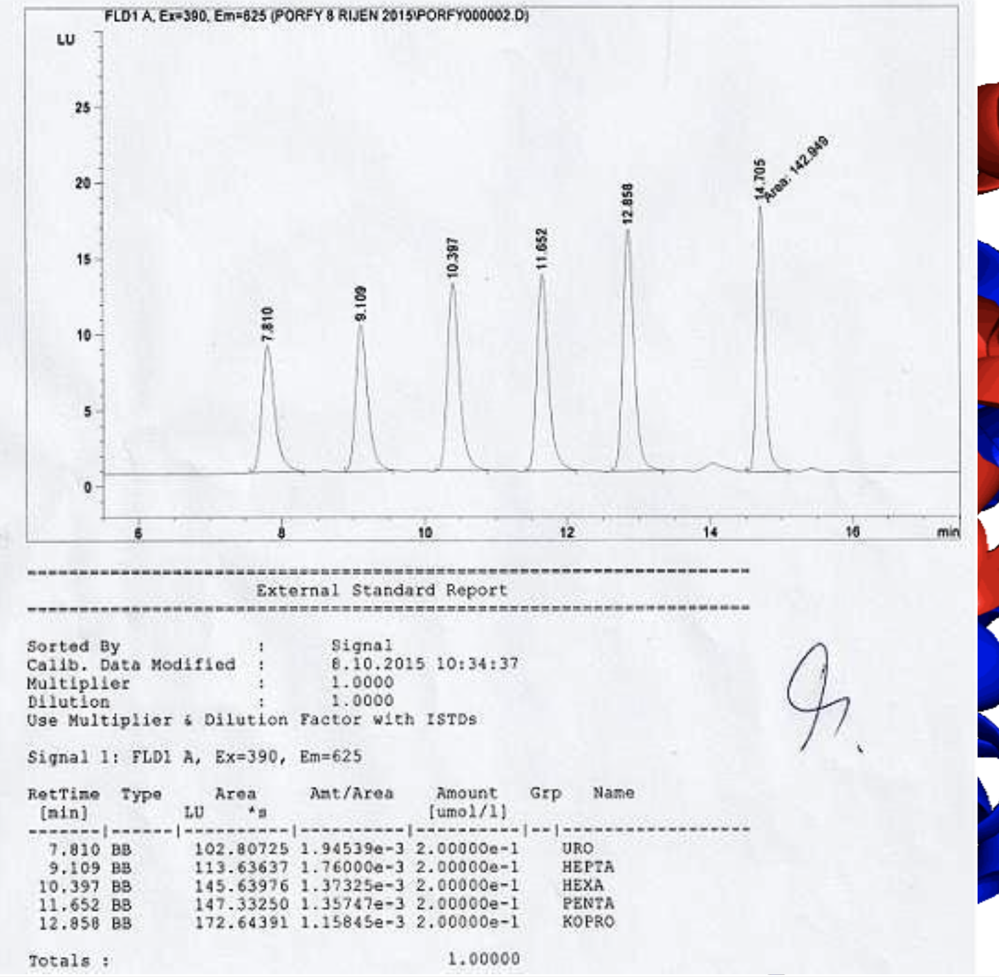 FLD1 A, Ex=390, Em=625 (PORFY 8 RIJEN 2015\PORFY000002.D)
LU
25
20
15
10
5
0
7.810
9.109
10.397
11.652
12.858
14.705
Area: 142.949
6 8 10 12 14 16 min
External Standard Report
Sorted By : Signal
Calib. Data Modified : 8.10.2015 10:34:37
Multiplier : 1.0000
Dilution : 1.0000
Use Multiplier & Dilution Factor with ISTDs
Signal 1: FLD1 A, Ex=390, Em=625
RetTime Type Area Amt/Area Amount Grp Name
[min] LU *s [umol/l]
7.810 BB 102.80725 1.94539e-3 2.00000e-1 URO
9.109 BB 113.63637 1.76000e-3 2.00000e-1 HEPTA
10.397 BB 145.63976 1.37325e-3 2.00000e-1 HEXA
11.652 BB 147.33250 1.35747e-3 2.00000e-1 PENTA
12.858 BB 172.64391 1.15845e-3 2.00000e-1 KOPRO
Totals : 1.00000